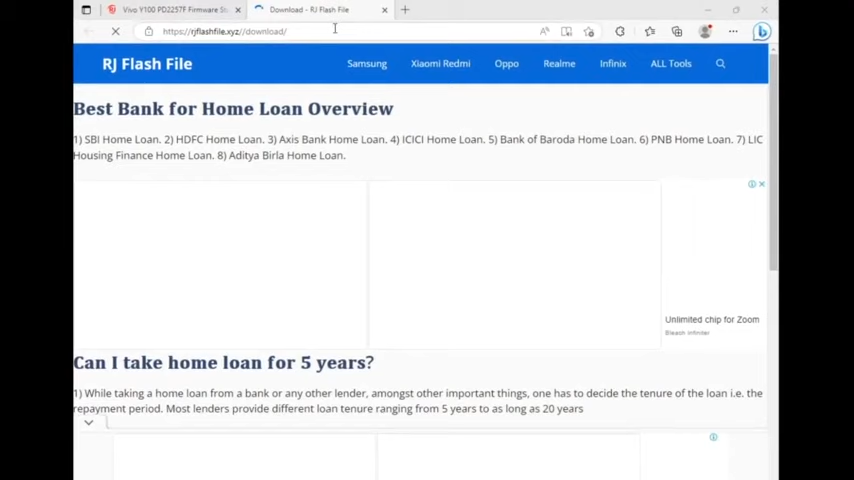 Vivo Y100 PD2257F Firmware St
Download - RJ Flash File
https://rjflashfile.xyz//download/
RJ Flash File
Samsung
Xiaomi Redmi
Oppo
Realme
Infinix
ALL Tools
Best Bank for Home Loan Overview
1) SBI Home Loan. 2) HDFC Home Loan. 3) Axis Bank Home Loan. 4) ICICI Home Loan. 5) Bank of Baroda Home Loan. 6) PNB Home Loan. 7) LIC
Housing Finance Home Loan. 8) Aditya Birla Home Loan.
Unlimited chip for Zoom
Bleach Infiniter
Can I take home loan for 5 years?
1) While taking a home loan from a bank or any other lender, amongst other important things, one has to decide the tenure of the loan i.e. the
repayment period. Most lenders provide different loan tenure ranging from 5 years to as long as 20 years